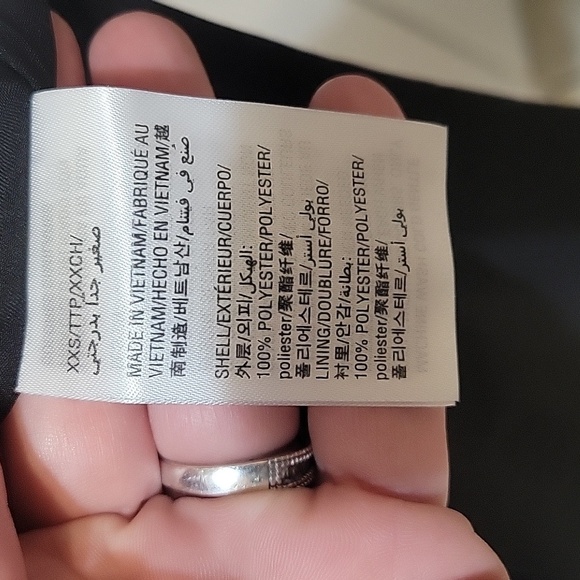 XXS/TTP/XXCH/
صغير جدا بدرجتين
MADE IN VIETNAM/FABRIQUÉ AU
VIETNAM/HECHO EN VIETNAM/越
南制造/베트남산/صُنع في فيتنام
SHELL/EXTÉRIEUR/CUERPO/
外层/외피/الهيكل:
100% POLYESTER/POLYESTER/
poliester/聚酯纤维/
폴리에스테르/بولي أستر
LINING/DOUBLURE/FORRO/
衬里/안감/بطانة:
100% POLYESTER/POLYESTER/
poliester/聚酯纤维/
폴리에스테르/بولي أستر